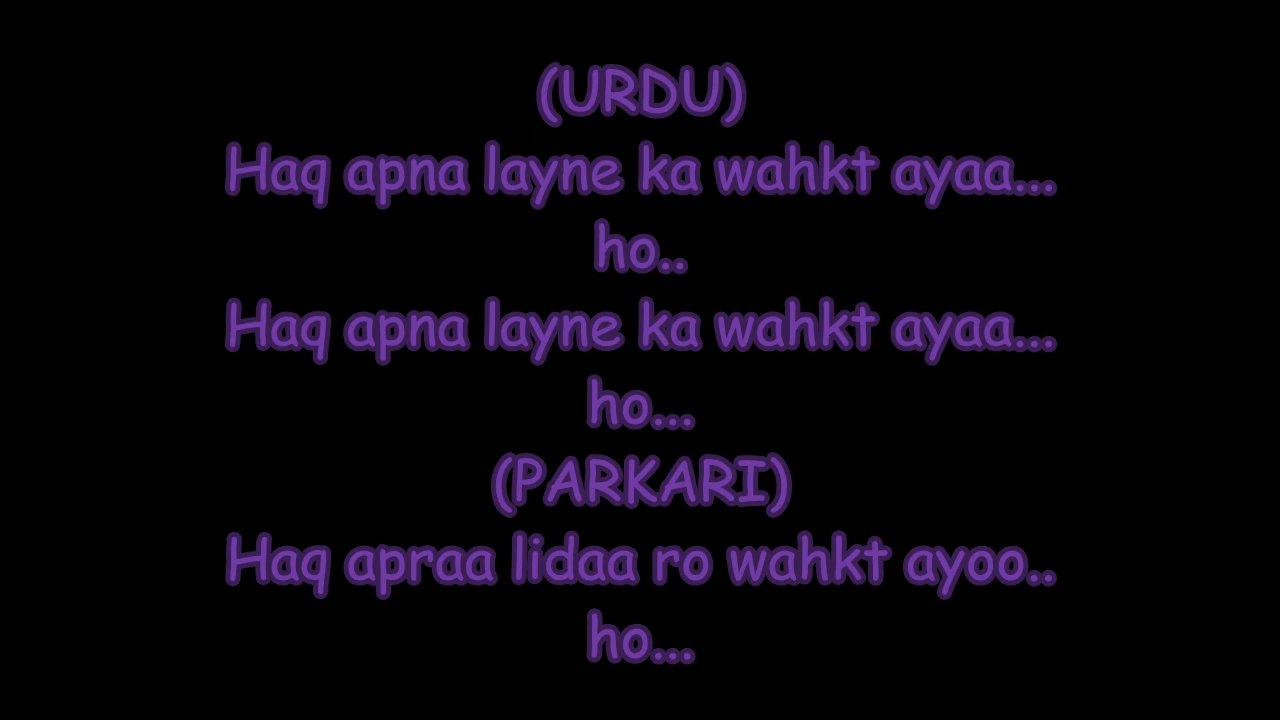 (URDU)
Haq apna layne ka wahkt ayaa...
ho..
Haq apna layne ka wahkt ayaa...
ho...
(PARKARI)
Haq apraa lidaa ro wahkt ayoo..
ho...